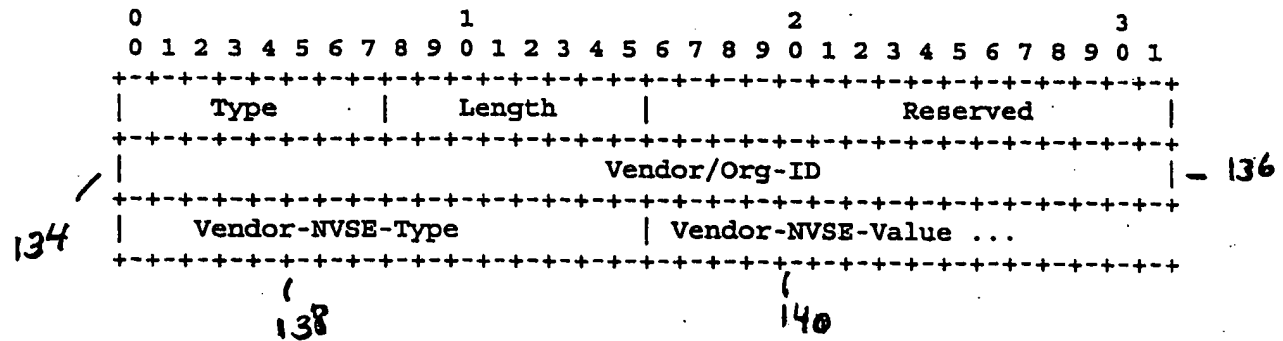 0 1 2 3
0 1 2 3 4 5 6 7 8 9 0 1 2 3 4 5 6 7 8 9 0 1 2 3 4 5 6 7 8 9 0 1
+-+-+-+-+-+-+-+-+-+-+-+-+-+-+-+-+-+-+-+-+-+-+-+-+-+-+-+-+-+-+-+-+
| Type | Length | Reserved |
+-+-+-+-+-+-+-+-+-+-+-+-+-+-+-+-+-+-+-+-+-+-+-+-+-+-+-+-+-+-+-+-+
| Vendor/Org-ID | 136
+-+-+-+-+-+-+-+-+-+-+-+-+-+-+-+-+-+-+-+-+-+-+-+-+-+-+-+-+-+-+-+-+
134 | Vendor-NVSE-Type | Vendor-NVSE-Value ...
+-+-+-+-+-+-+-+-+-+-+-+-+-+-+-+-+-+-+-+-+-+-+-+-+-+-+-+-+-+-+-+-+
138 140